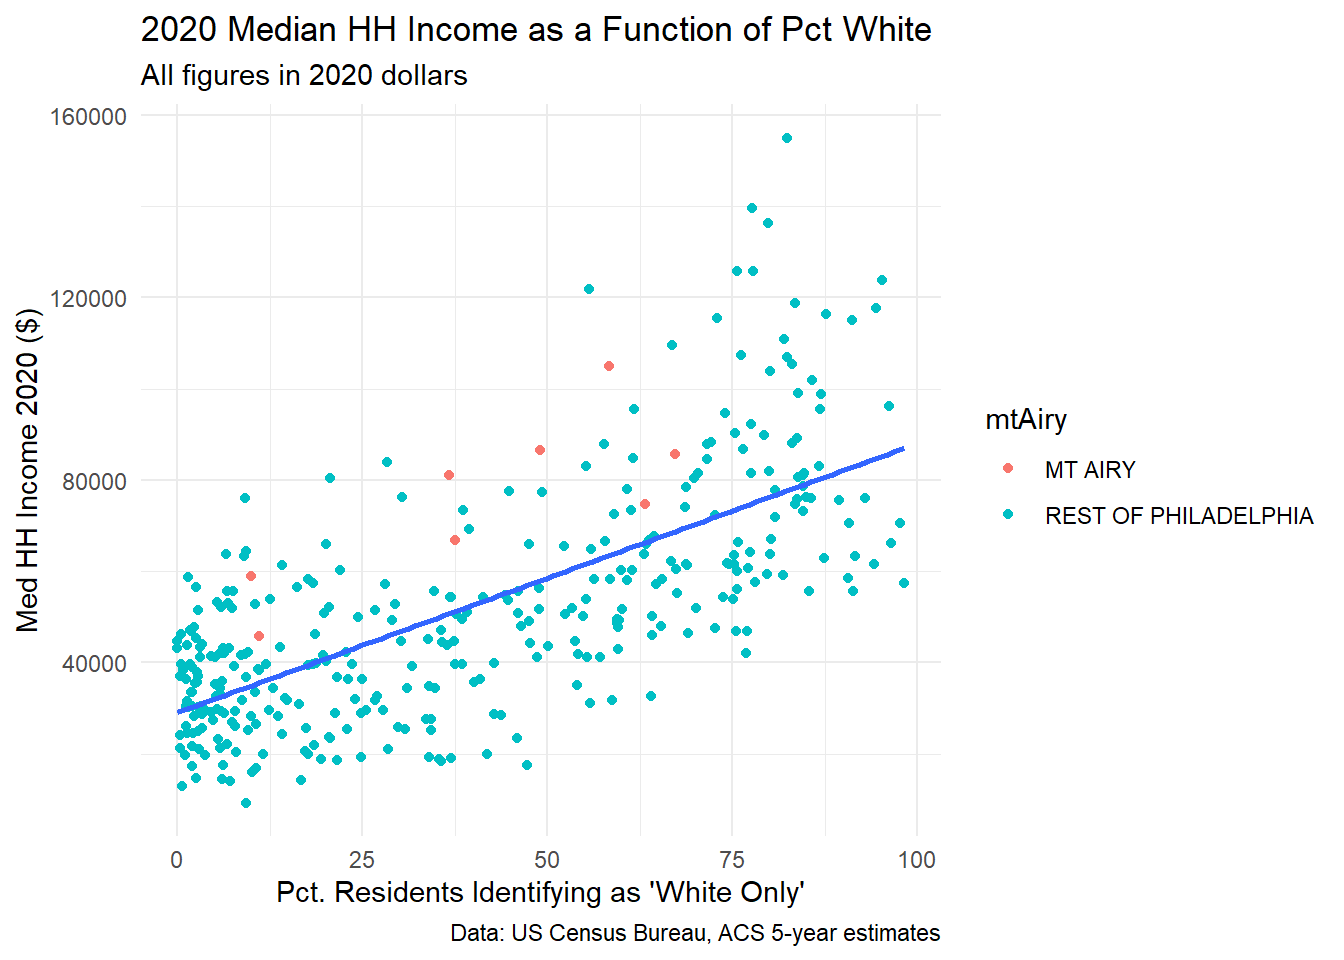 2020 Median HH Income as a Function of Pct White
All figures in 2020 dollars
Med HH Income 2020 ($)
160000
120000
80000
40000
0 25 50 75 100
Pct. Residents Identifying as 'White Only'
Data: US Census Bureau, ACS 5-year estimates
mtAiry
MT AIRY
REST OF PHILADELPHIA